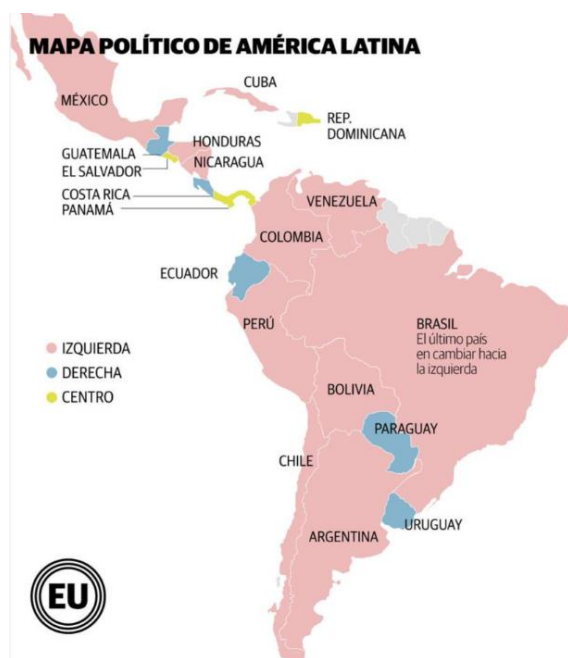 MAPA POLÍTICO DE AMÉRICA LATINA
CUBA
MÉXICO
REP.
DOMINICANA
HONDURAS
GUATEMALA
NICARAGUA
EL SALVADOR
COSTA RICA
PANAMÁ
VENEZUELA
COLOMBIA
ECUADOR
PERÚ
BRASIL
El último país
en cambiar hacia
la izquierda
IZQUIERDA
DERECHA
CENTRO
BOLIVIA
PARAGUAY
CHILE
ARGENTINA
URUGUAY
EU